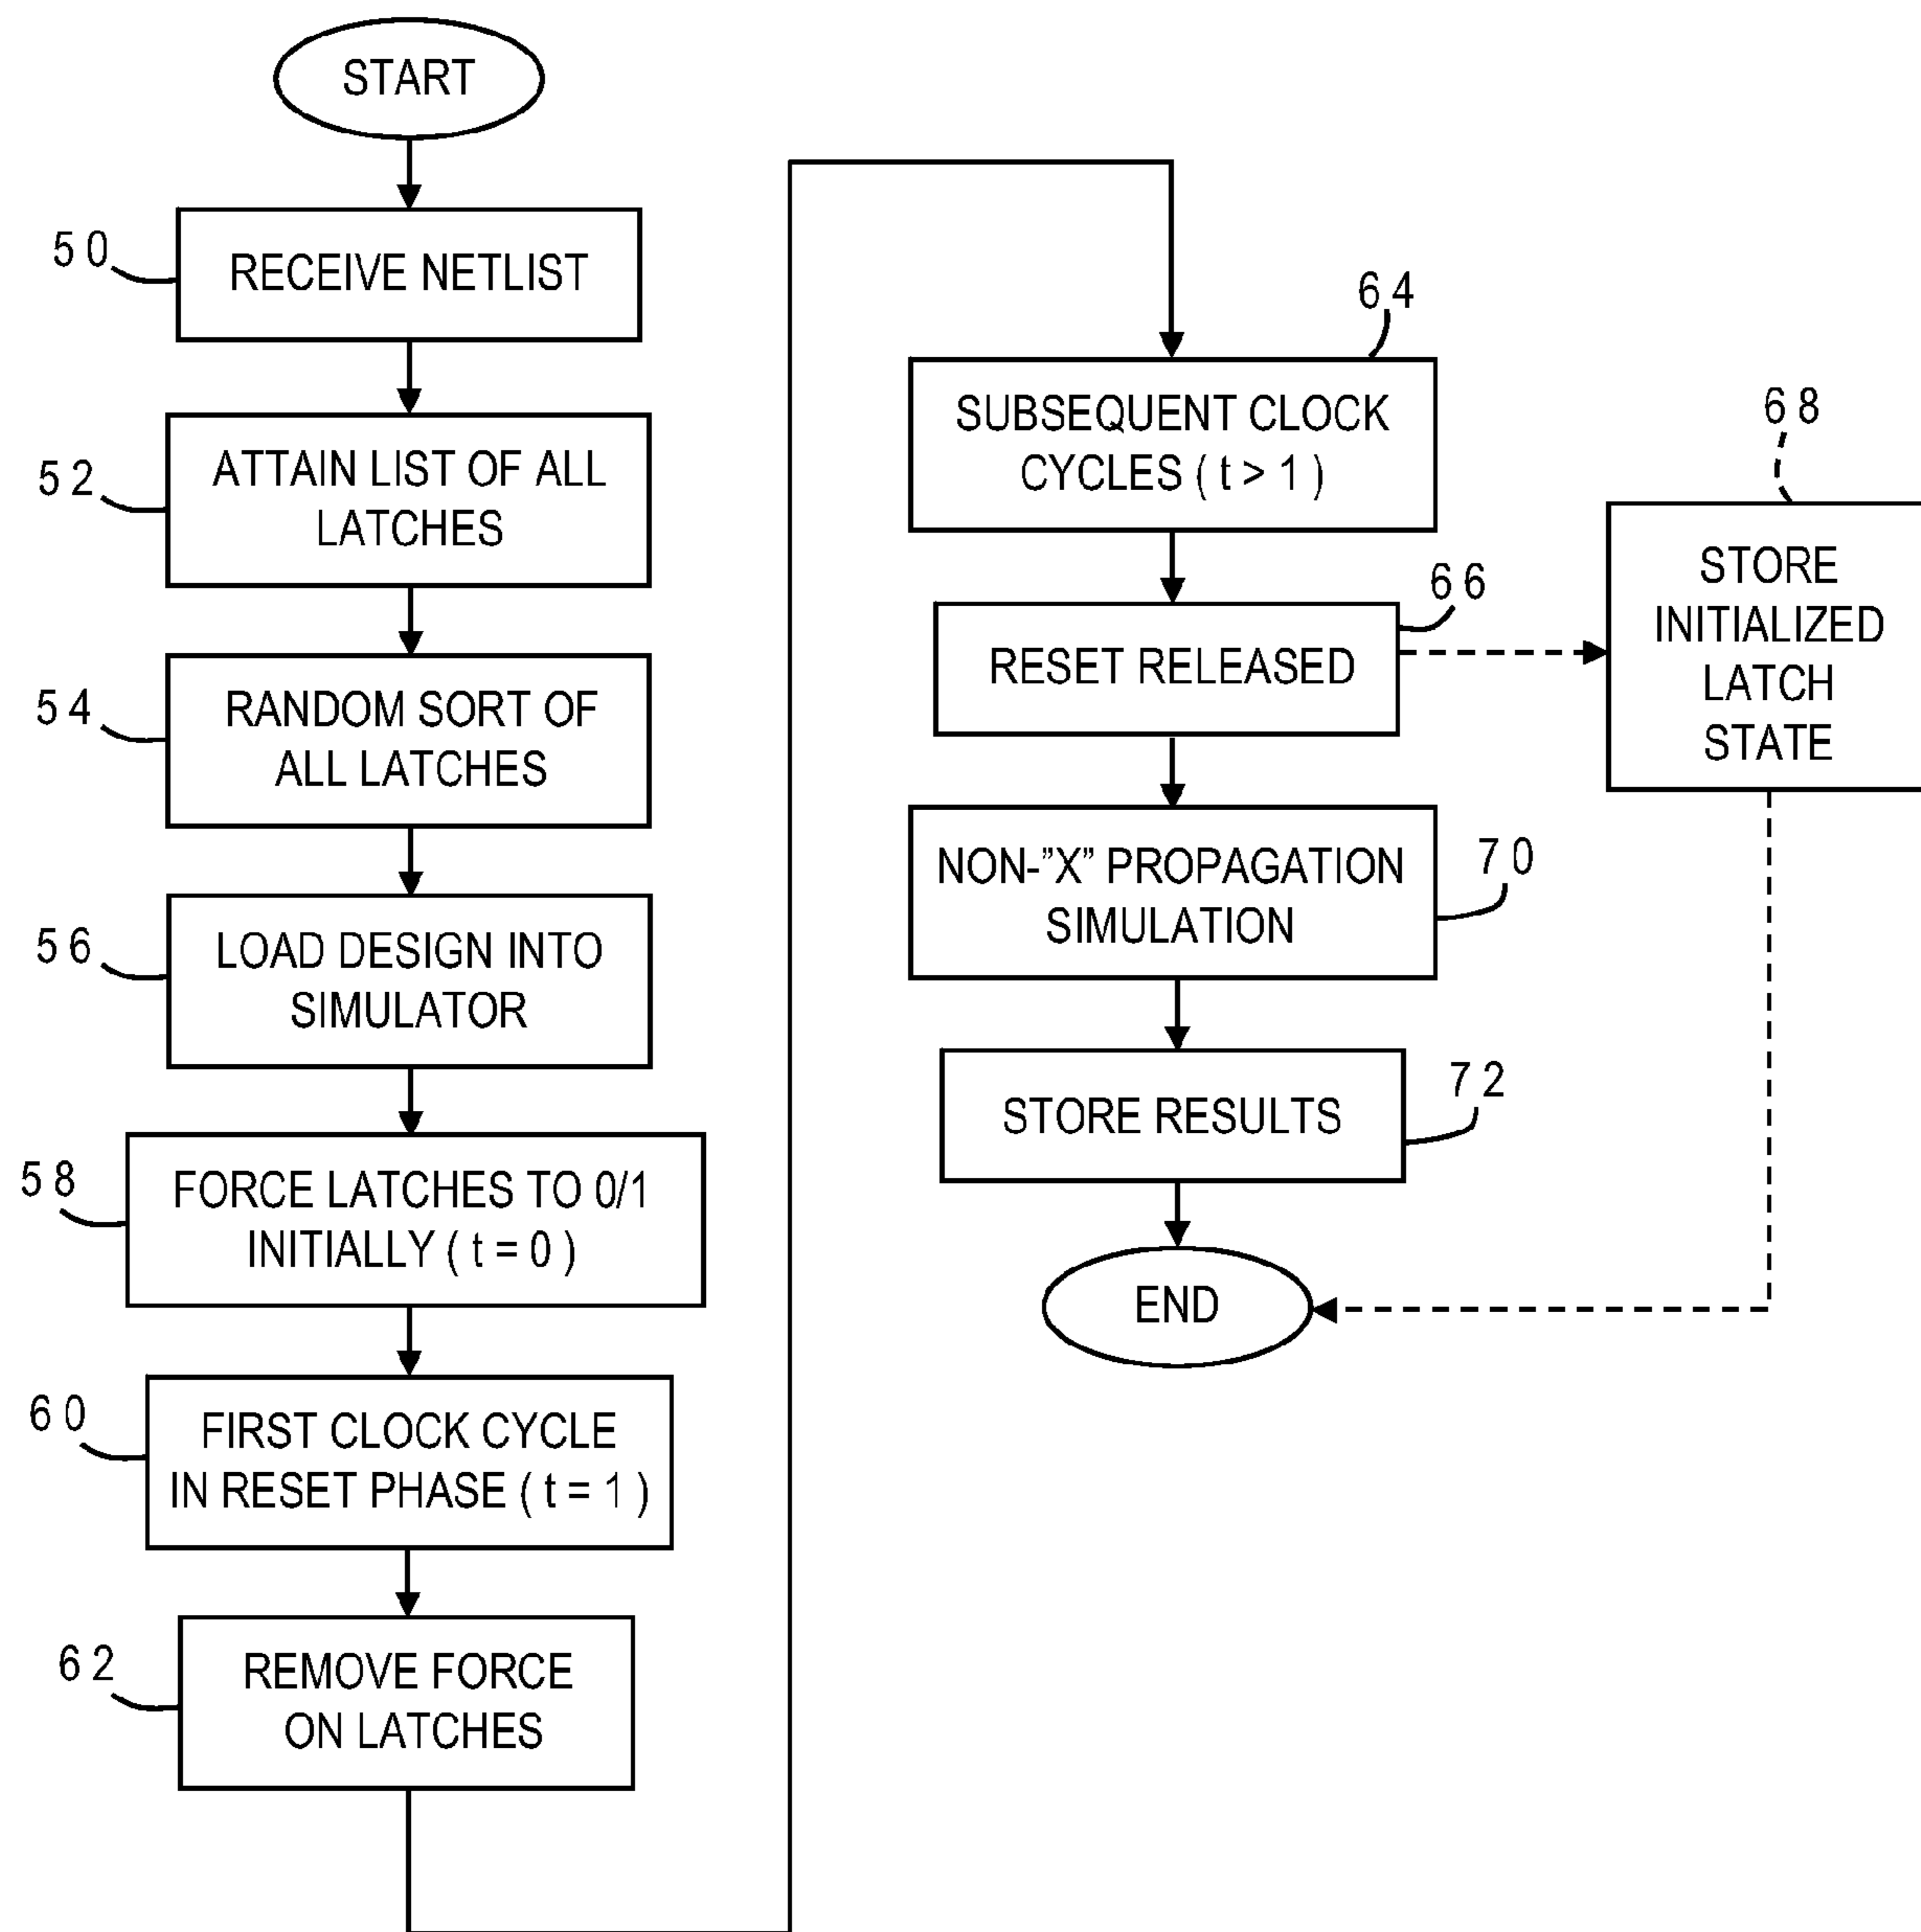 START
50
RECEIVE NETLIST
52
ATTAIN LIST OF ALL
LATCHES
54
RANDOM SORT OF
ALL LATCHES
56
LOAD DESIGN INTO
SIMULATOR
58
FORCE LATCHES TO 0/1
INITIALLY ( t = 0 )
60
FIRST CLOCK CYCLE
IN RESET PHASE ( t = 1 )
62
REMOVE FORCE
ON LATCHES
64
SUBSEQUENT CLOCK
CYCLES ( t > 1 )
66
RESET RELEASED
68
STORE
INITIALIZED
LATCH
STATE
70
NON-”X” PROPAGATION
SIMULATION
72
STORE RESULTS
END